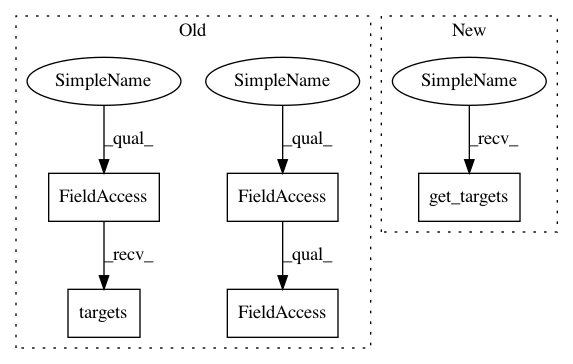 Old
New
SimpleName
SimpleName
SimpleName
_qual_
_qual_
_recv_
FieldAccess
FieldAccess
get_targets
_recv_
_qual_
targets
FieldAccess